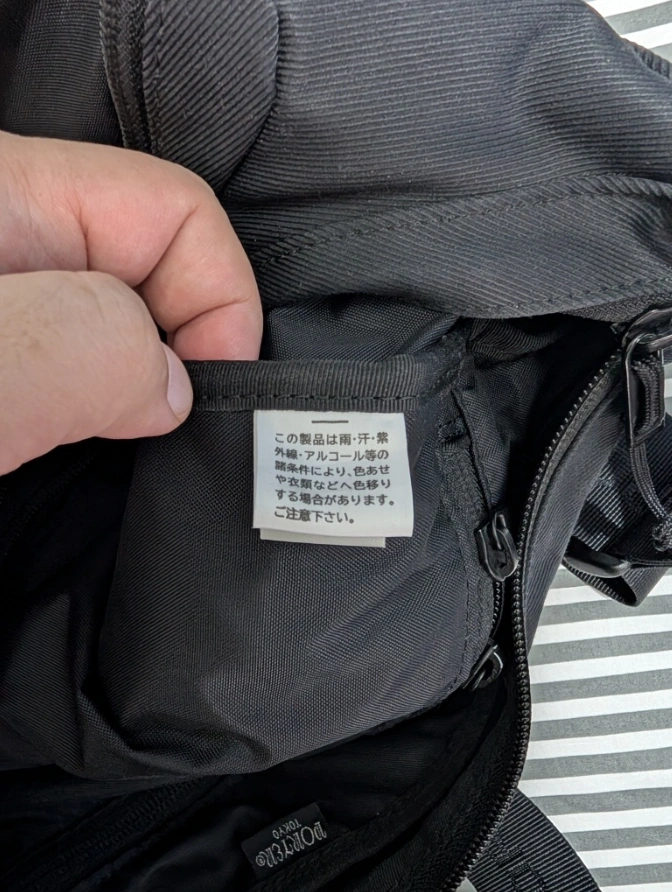 この製品は雨・汗・紫
外線・アルコール等の
諸条件により、色あせ
や衣類などへ色移り
する場合があります。
ご注意下さい。
PORTER®
TOKYO